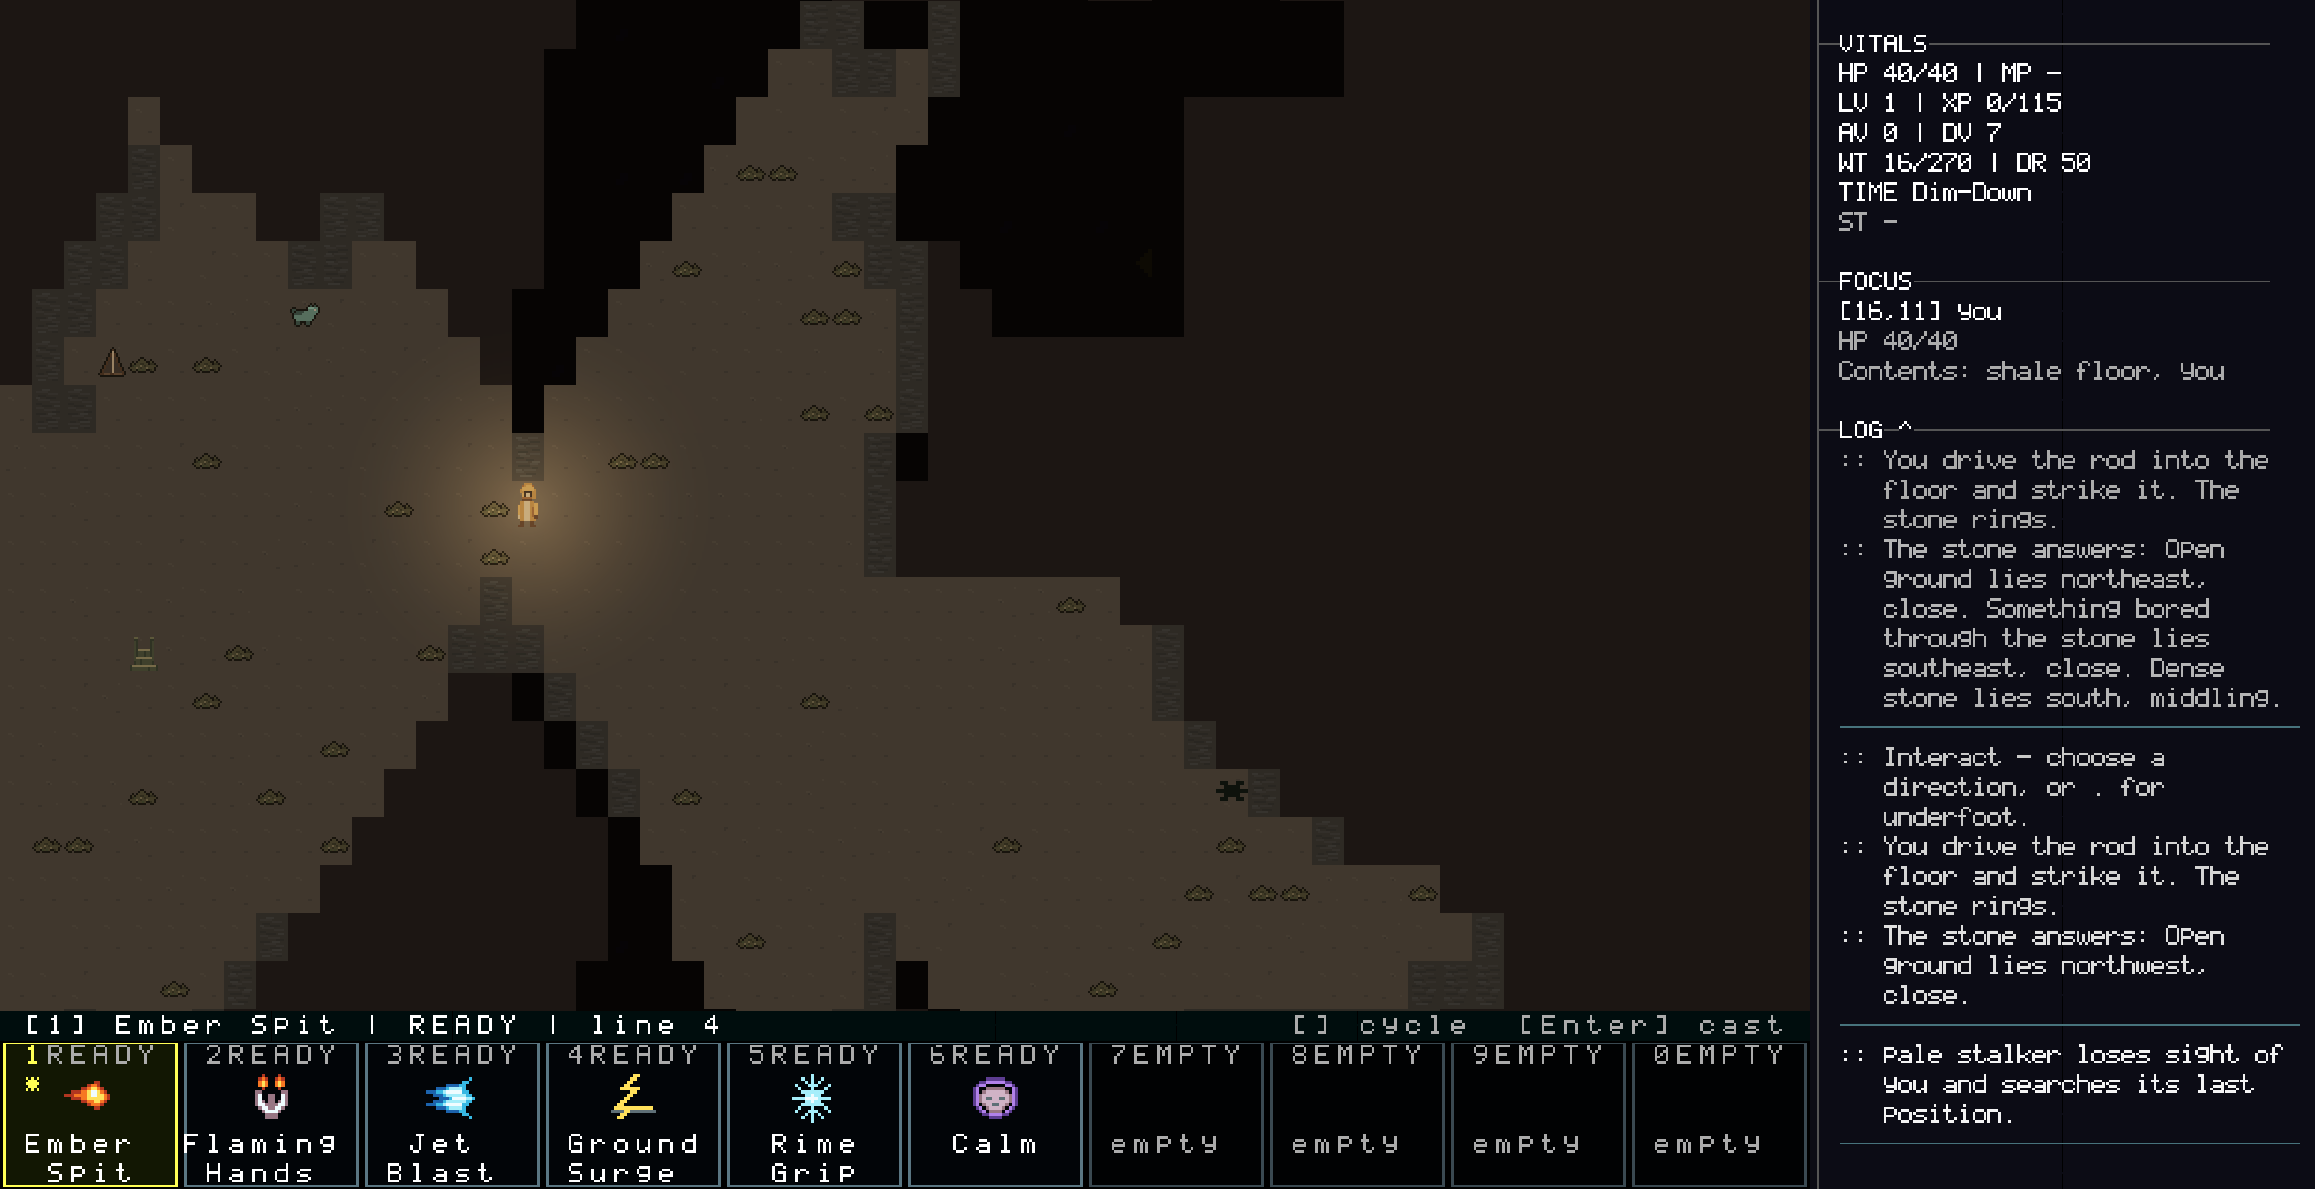 VITALS
HP 40/40 | MP -
LV 1 | XP 0/115
AV 0 | DV 7
WT 16/270 | DR 50
TIME Dim-Down
ST -
FOCUS
[16,11] you
HP 40/40
Contents: shale floor, you
LOG ^
:: You drive the rod into the
floor and strike it. The
stone rings.
:: The stone answers: Open
ground lies northeast,
close. Something bored
through the stone lies
southeast, close. Dense
stone lies south, middling.
:: Interact - choose a
direction, or . for
underfoot.
:: You drive the rod into the
floor and strike it. The
stone rings.
:: The stone answers: Open
ground lies northwest,
close.
:: Pale stalker loses sight of
you and searches its last
position.
[1] Ember Spit | READY | line 4
[] cycle [Enter] cast
1READY 2READY 3READY 4READY 5READY 6READY 7EMPTY 8EMPTY 9EMPTY 0EMPTY
Ember Flaming Jet Ground Rime Calm empty empty empty empty
Spit Hands Blast Surge Grip